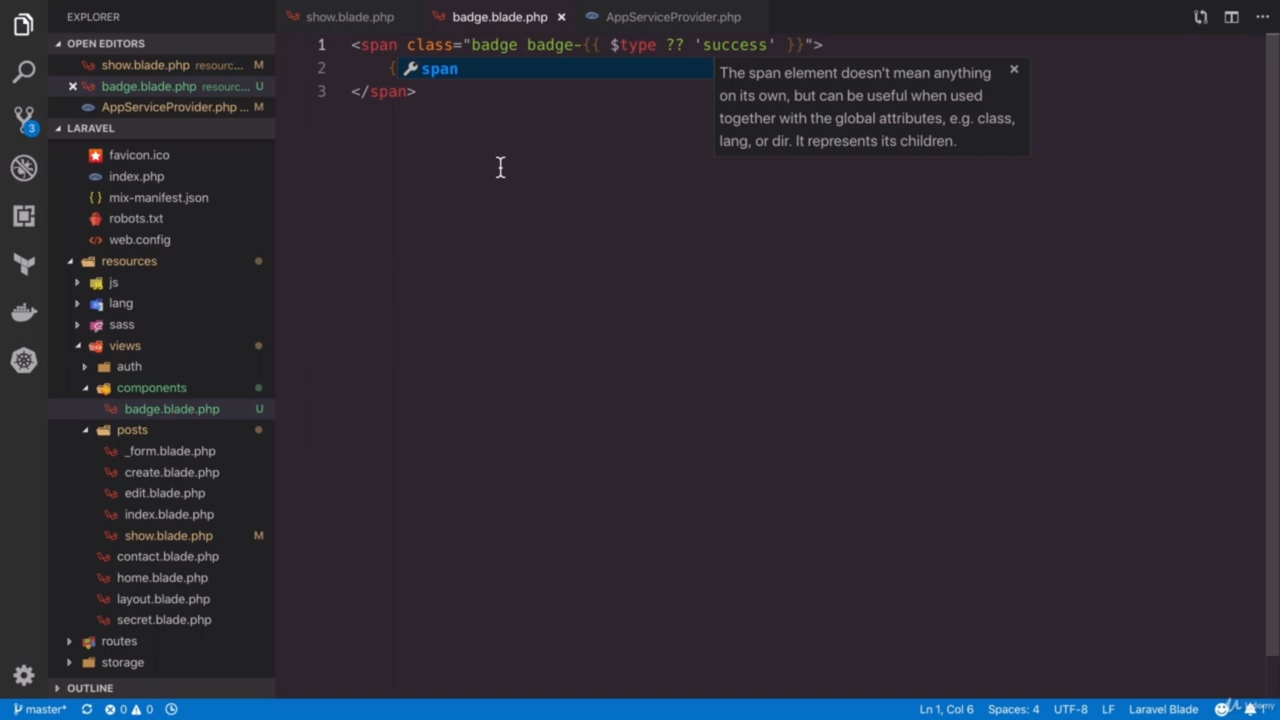 EXPLORER
show.blade.php
badge.blade.php ×
AppServiceProvider.php
OPEN EDITORS
show.blade.php resourc... M
× badge.blade.php resourc... U
AppServiceProvider.php ... M
LARAVEL
favicon.ico
index.php
mix-manifest.json
robots.txt
web.config
resources
js
lang
sass
views
auth
components
badge.blade.php U
posts
_form.blade.php
create.blade.php
edit.blade.php
index.blade.php
show.blade.php M
contact.blade.php
home.blade.php
layout.blade.php
secret.blade.php
routes
storage
OUTLINE
3
1 <span class="badge badge-{{ $type ?? 'success' }}">
2 {
span
3 </span>
The span element doesn't mean anything
on its own, but can be useful when used
together with the global attributes, e.g. class,
lang, or dir. It represents its children.
master* 0 0
Ln 1, Col 6 Spaces: 4 UTF-8 LF Laravel Blade
Udemy